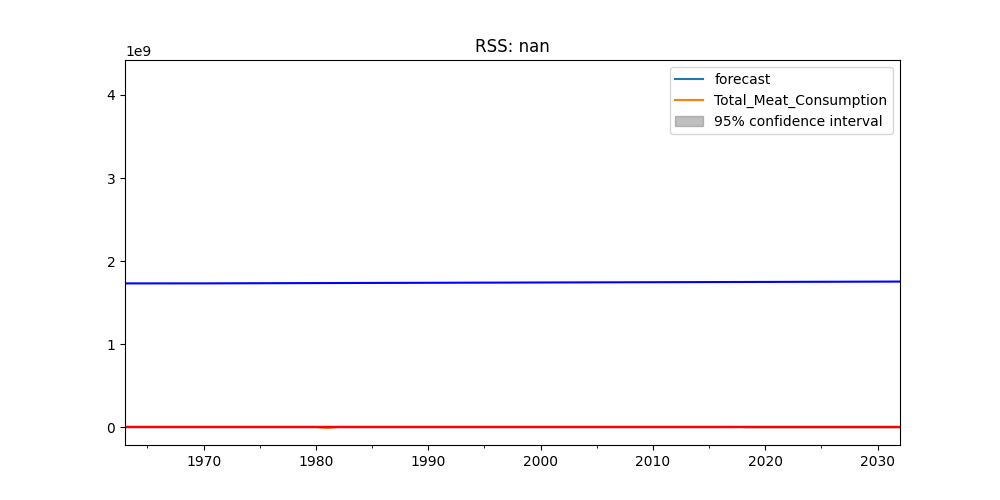 RSS: nan
1e9
forecast
Total_Meat_Consumption
95% confidence interval
4
3
2
1
0
1970 1980 1990 2000 2010 2020 2030